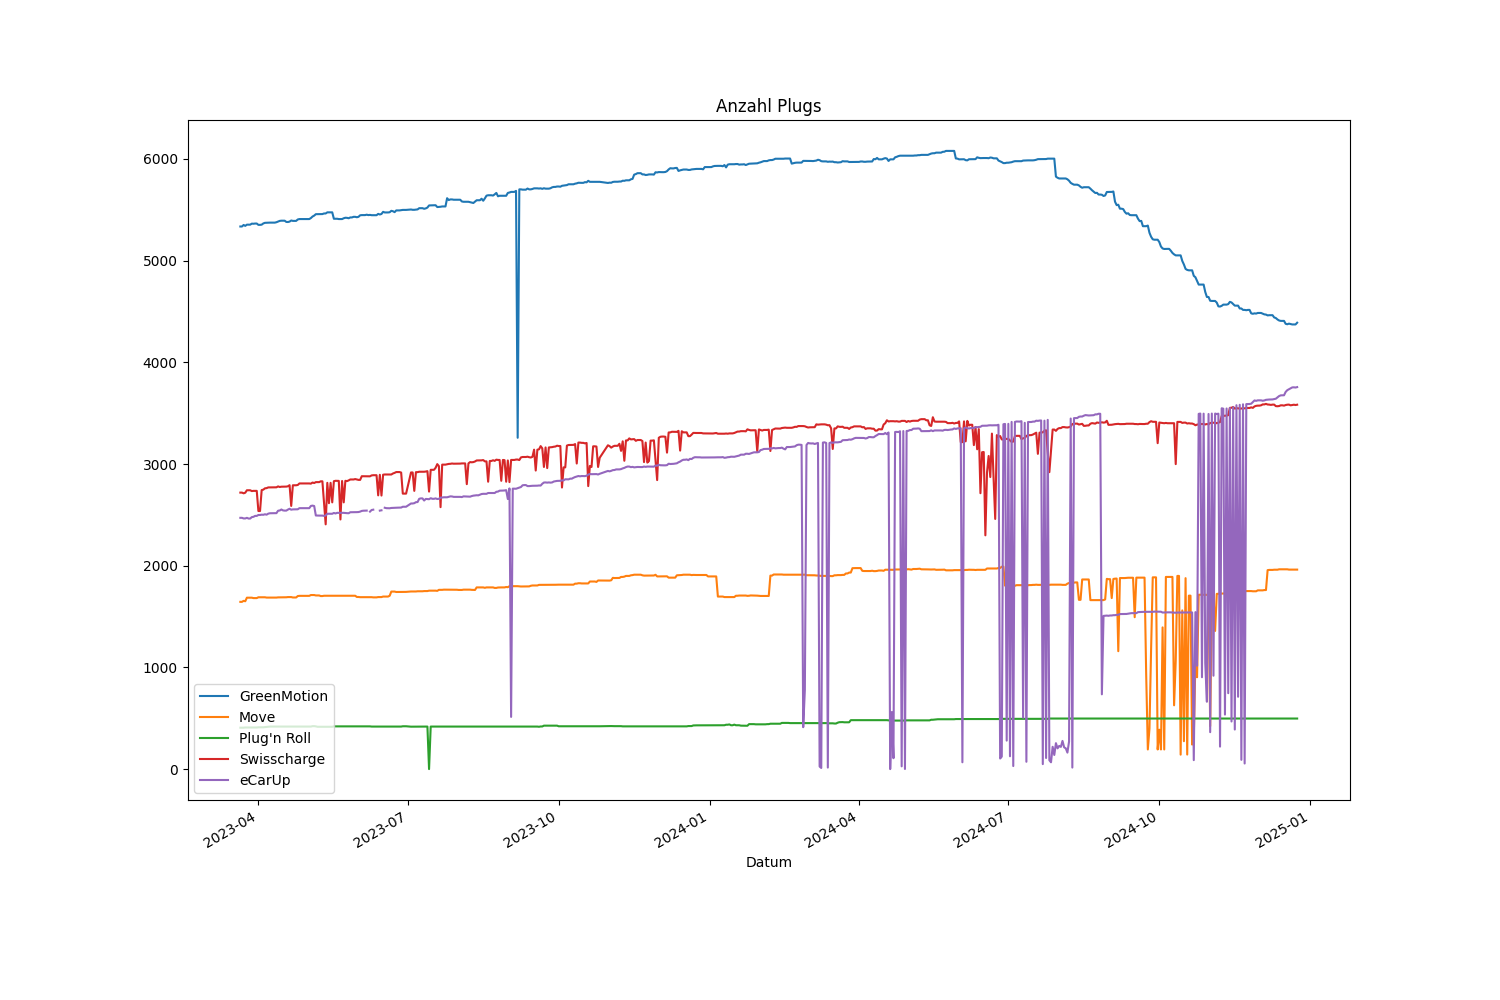 Anzahl Plugs
6000
5000
4000
3000
2000
1000
0
GreenMotion
Move
Plug'n Roll
Swisscharge
eCarUp
2023-04
2023-07
2023-10
2024-01
2024-04
2024-07
2024-10
2025-01
Datum